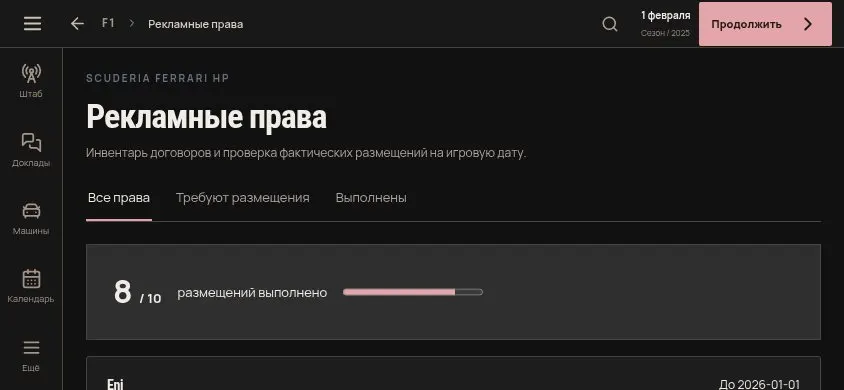 F1 > Рекламные права
1 февраля
Сезон / 2025
Продолжить
Штаб
Доклады
Машины
Календарь
Ещё
SCUDERIA FERRARI HP
Рекламные права
Инвентарь договоров и проверка фактических размещений на игровую дату.
Все права Требуют размещения Выполнены
8 / 10 размещений выполнено
Eni До 2026-01-01